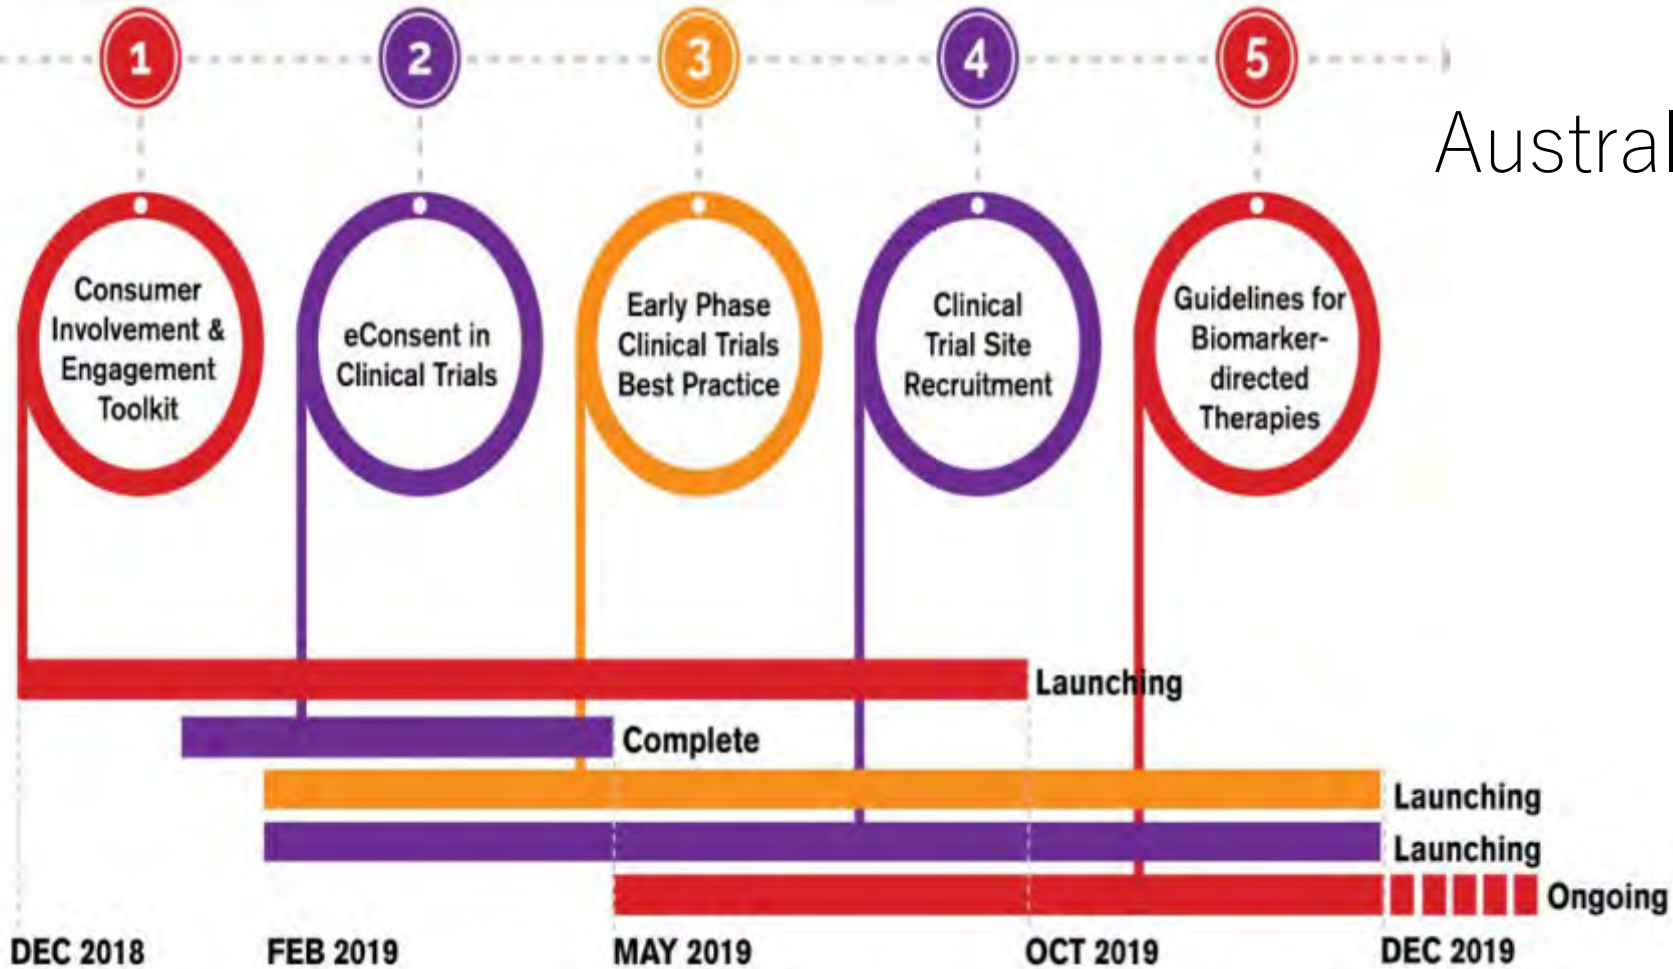 1
2
3
4
5
Austral
Consumer
Involvement &
Engagement
Toolkit
eConsent in
Clinical Trials
Early Phase
Clinical Trials
Best Practice
Clinical
Trial Site
Recruitment
Guidelines for
Biomarker-
directed
Therapies
Launching
Complete
Launching
Launching
Ongoing
DEC 2018
FEB 2019
MAY 2019
OCT 2019
DEC 2019